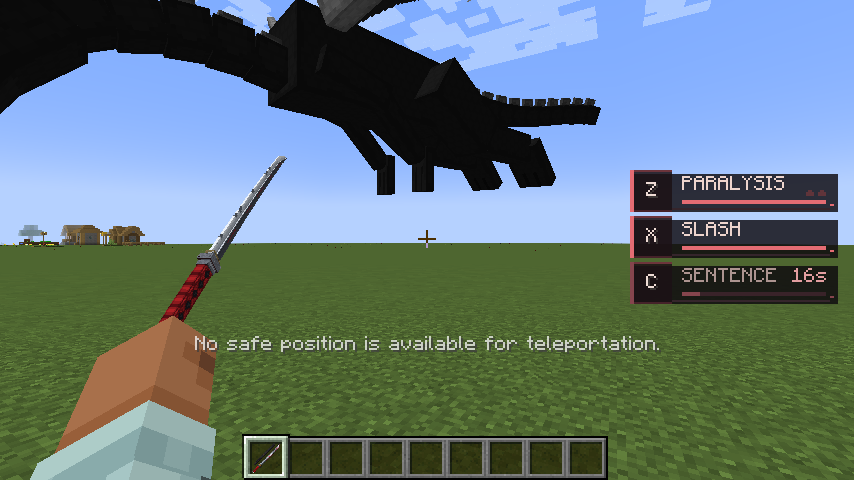 Z PARALYSIS
X SLASH
C SENTENCE 16s
No safe position is available for teleportation.